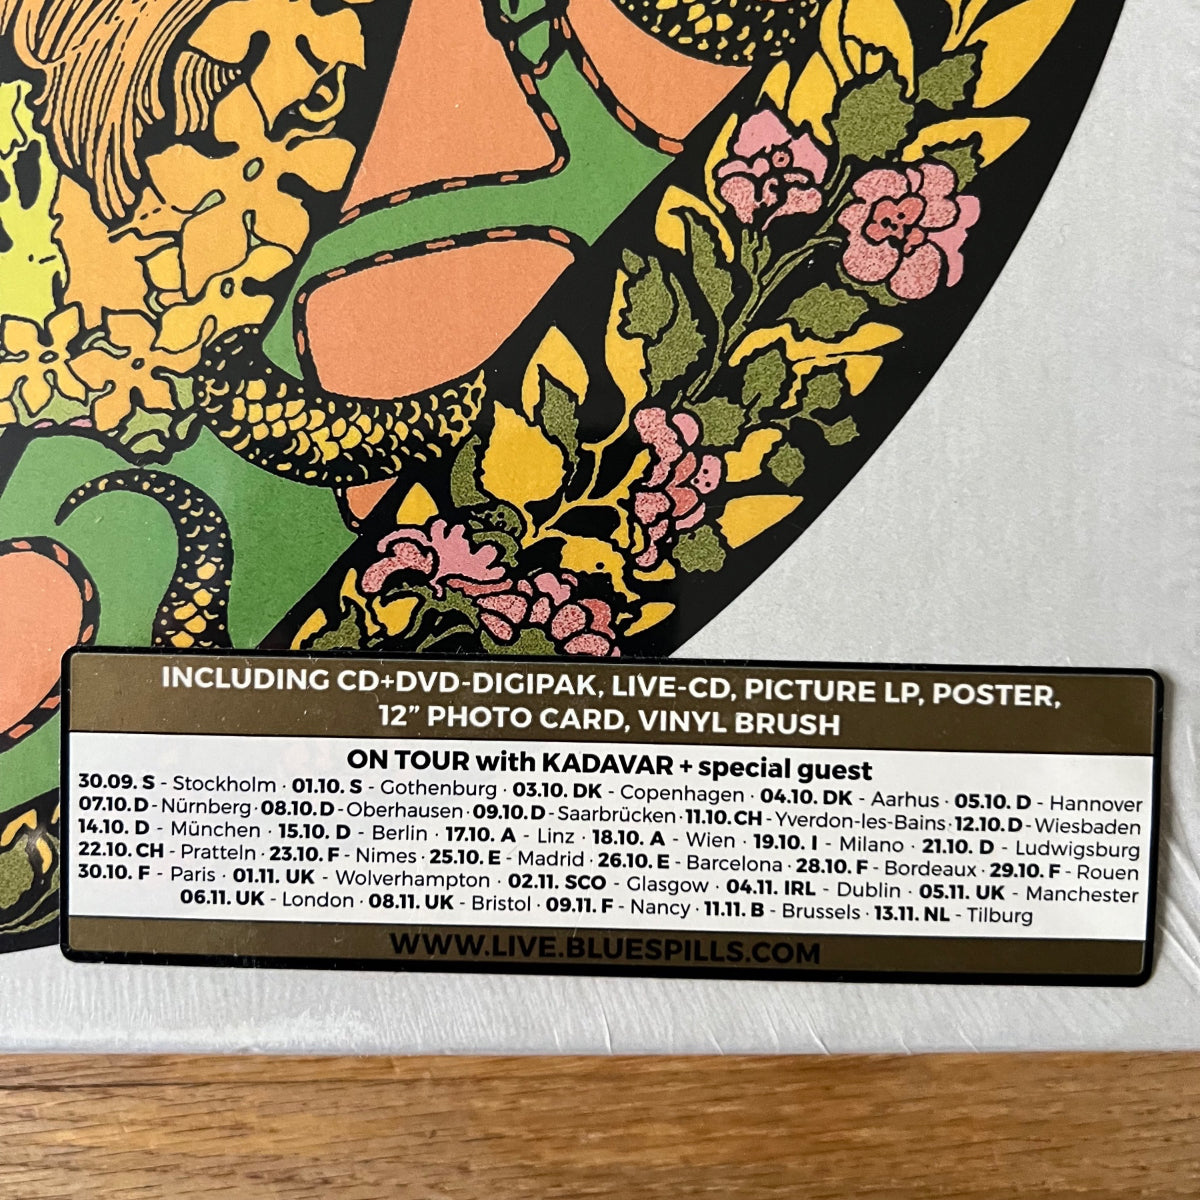 INCLUDING CD+DVD-DIGIPAK, LIVE-CD, PICTURE LP, POSTER,
12” PHOTO CARD, VINYL BRUSH
ON TOUR with KADAVAR + special guest
30.09. S - Stockholm · 01.10. S - Gothenburg · 03.10. DK - Copenhagen · 04.10. DK - Aarhus · 05.10. D - Hannover
07.10. D - Nürnberg · 08.10. D - Oberhausen · 09.10. D - Saarbrücken · 11.10. CH - Yverdon-les-Bains · 12.10. D - Wiesbaden
14.10. D - München · 15.10. D - Berlin · 17.10. A - Linz · 18.10. A - Wien · 19.10. I - Milano · 21.10. D - Ludwigsburg
22.10. CH - Pratteln · 23.10. F - Nimes · 25.10. E - Madrid · 26.10. E - Barcelona · 28.10. F - Bordeaux · 29.10. F - Rouen
30.10. F - Paris · 01.11. UK - Wolverhampton · 02.11. SCO - Glasgow · 04.11. IRL - Dublin · 05.11. UK - Manchester
06.11. UK - London · 08.11. UK - Bristol · 09.11. F - Nancy · 11.11. B - Brussels · 13.11. NL - Tilburg
WWW.LIVE.BLUESPILLS.COM